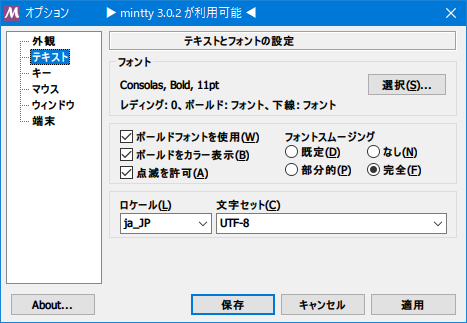 オプション ▶ mintty 3.0.2 が利用可能 ◀
外観
テキスト
キー
マウス
ウィンドウ
端末
テキストとフォントの設定
フォント
Consolas, Bold, 11pt
選択(S)...
レディング: 0、ボールド: フォント、下線: フォント
ボールドフォントを使用(W)
ボールドをカラー表示(B)
点滅を許可(A)
フォントスムージング
既定(D) なし(N)
部分的(P) 完全(F)
ロケール(L) 文字セット(C)
ja_JP UTF-8
About... 保存 キャンセル 適用